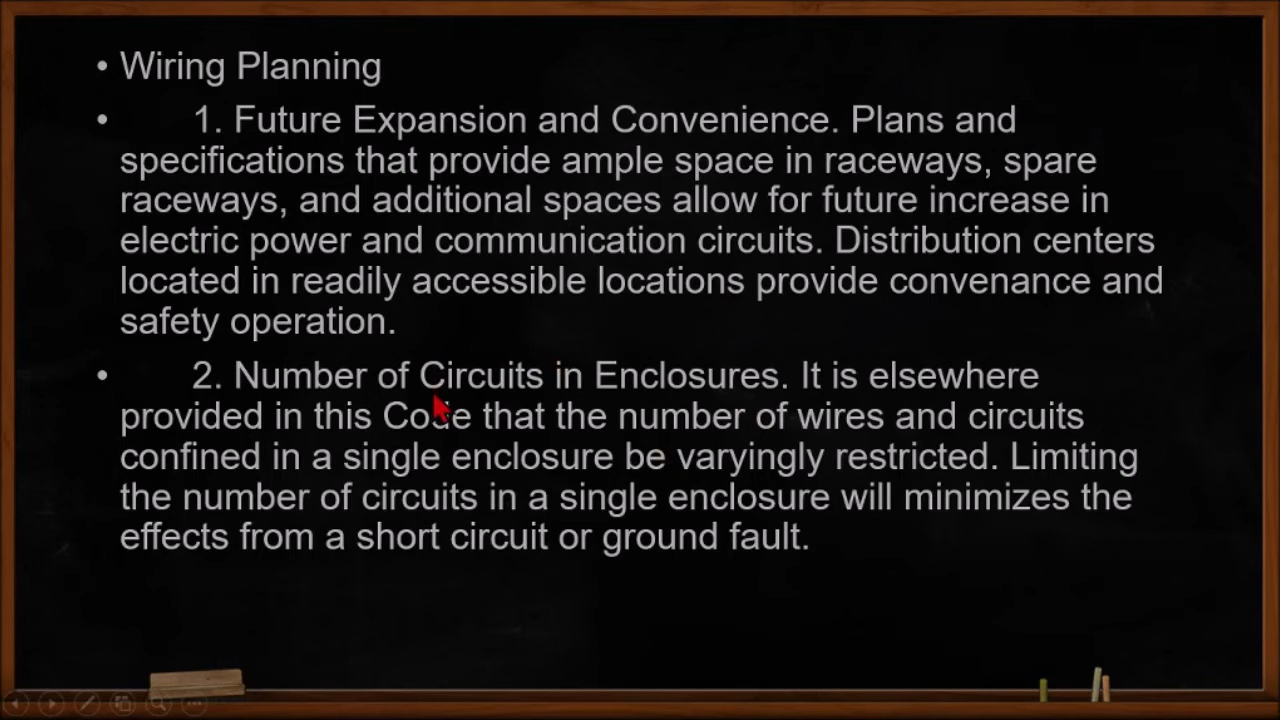 • Wiring Planning
• 1. Future Expansion and Convenience. Plans and
specifications that provide ample space in raceways, spare
raceways, and additional spaces allow for future increase in
electric power and communication circuits. Distribution centers
located in readily accessible locations provide convenance and
safety operation.
• 2. Number of Circuits in Enclosures. It is elsewhere
provided in this Code that the number of wires and circuits
confined in a single enclosure be varyingly restricted. Limiting
the number of circuits in a single enclosure will minimizes the
effects from a short circuit or ground fault.